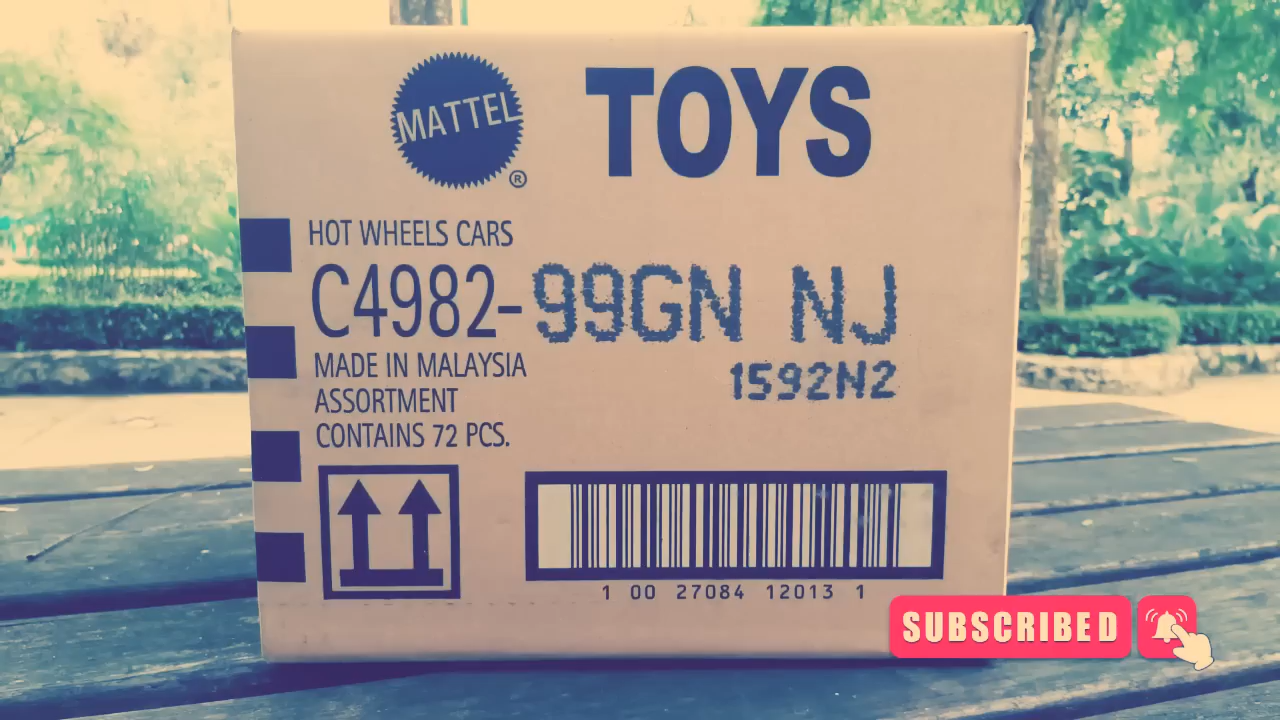 MATTEL
®
TOYS
HOT WHEELS CARS
C4982-99GN NJ
1592N2
MADE IN MALAYSIA
ASSORTMENT
CONTAINS 72 PCS.
1 00 27084 12013 1
SUBSCRIBED